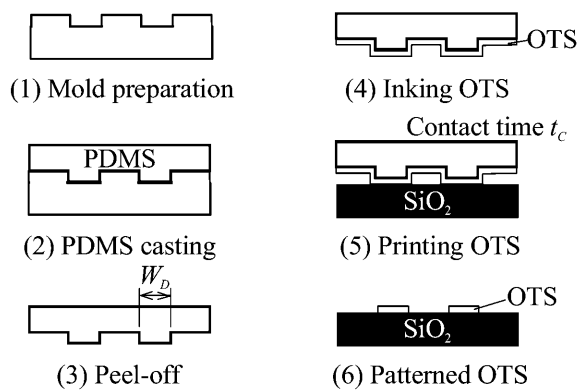 (1) Mold preparation
PDMS
(2) PDMS casting
W_D
(3) Peel-off
OTS
(4) Inking OTS
Contact time t_C
SiO₂
(5) Printing OTS
OTS
SiO₂
(6) Patterned OTS